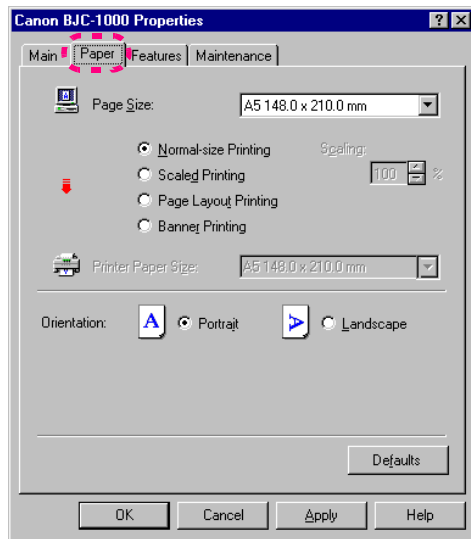 Canon BJC-1000 Properties
Main Paper Features Maintenance
Page Size: A5 148.0 x 210.0 mm
Normal-size Printing Scaling:
Scaled Printing 100 %
Page Layout Printing
Banner Printing
Printer Paper Size: A5 148.0 x 210.0 mm
Orientation: A Portrait A Landscape
Defaults
OK Cancel Apply Help